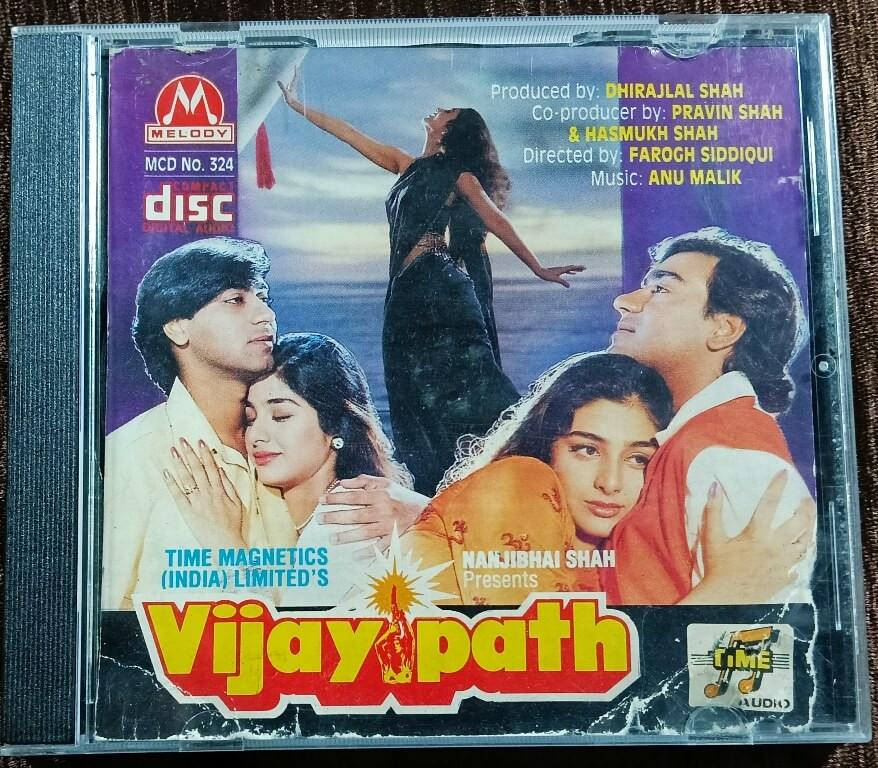 MELODY
MCD No. 324
COMPACT
disc
DIGITAL AUDIO
Produced by: DHIRAJLAL SHAH
Co-producer by: PRAVIN SHAH
& HASMUKH SHAH
Directed by: FAROGH SIDDIQUI
Music: ANU MALIK
TIME MAGNETICS
(INDIA) LIMITED'S
NANJIBHAI SHAH
Presents
Vijaypath
TIME
AUDIO